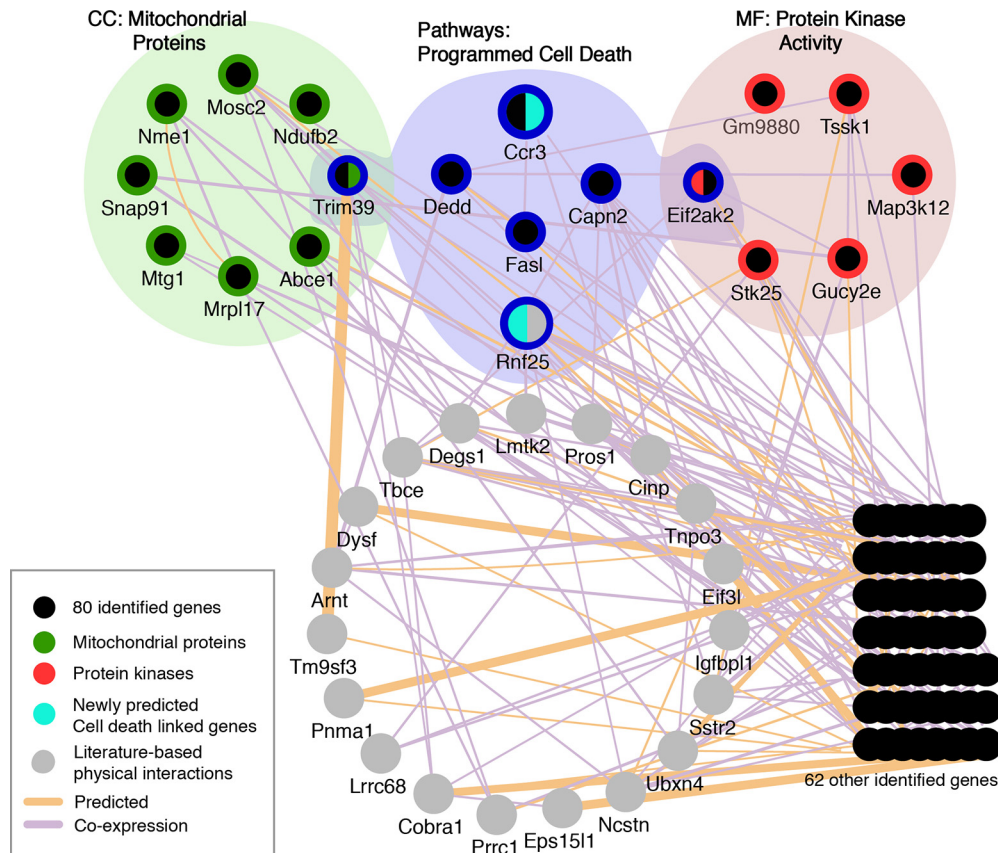 CC: Mitochondrial
Proteins
Pathways:
Programmed Cell Death
MF: Protein Kinase
Activity
Mosc2
Nme1
Ndufb2
Snap91
Trim39
Mtg1
Abce1
Mrpl17
Ccr3
Dedd
Capn2
Fasl
Rnf25
Gm9880
Tssk1
Eif2ak2
Map3k12
Stk25
Gucy2e
Degs1
Lmtk2
Pros1
Tbce
Cinp
Dysf
Tnpo3
Arnt
Eif3l
Tm9sf3
Igfbpl1
Pnma1
Sstr2
Lrrc68
Ubxn4
Cobra1
Ncstn
Prrc1
Eps15l1
62 other identified genes
80 identified genes
Mitochondrial proteins
Protein kinases
Newly predicted
Cell death linked genes
Literature-based
physical interactions
Predicted
Co-expression